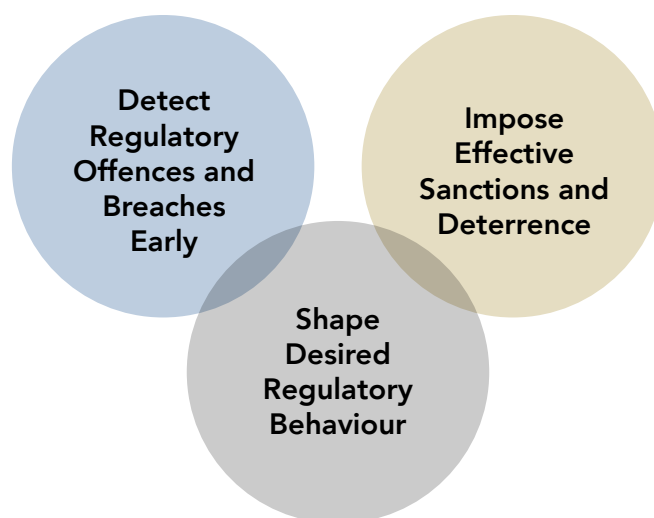 Detect
Regulatory
Offences and
Breaches
Early
Impose
Effective
Sanctions and
Deterrence
Shape
Desired
Regulatory
Behaviour